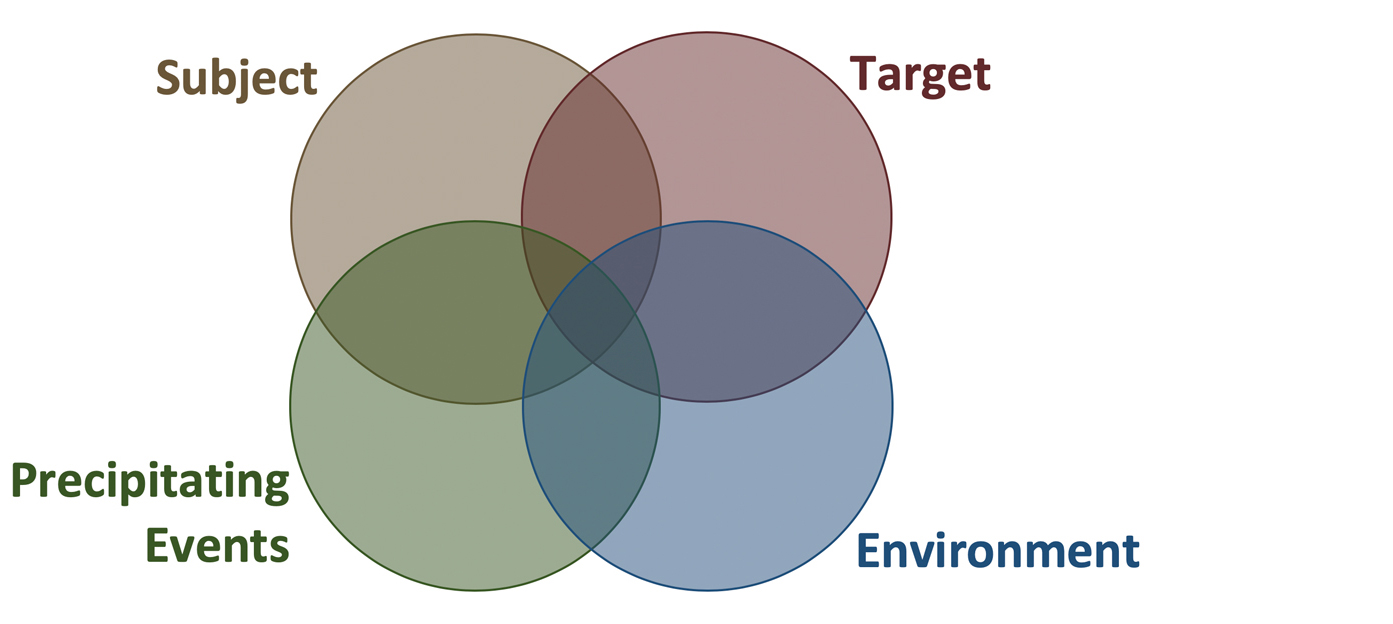 Subject
Target
Precipitating
Events
Environment